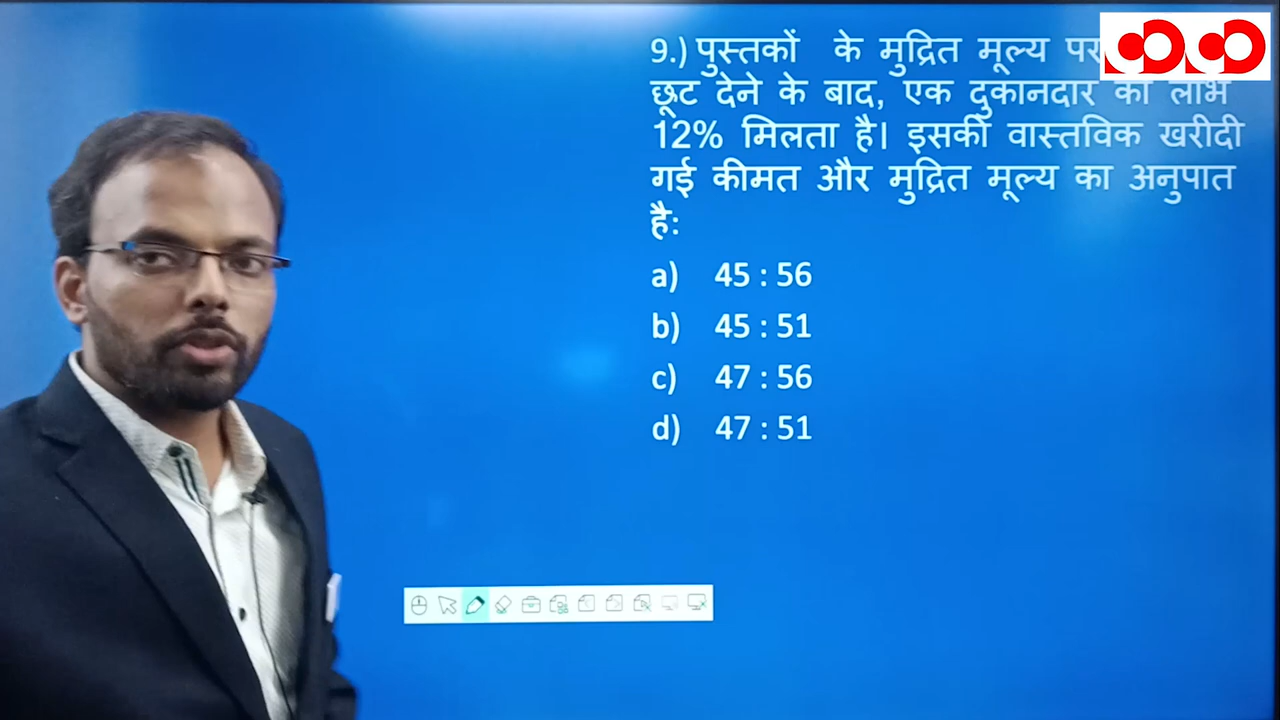 9.) पुस्तकों के मुद्रित मूल्य पर
छूट देने के बाद, एक दुकानदार को लाभ
12% मिलता है। इसकी वास्तविक खरीदी
गई कीमत और मुद्रित मूल्य का अनुपात
है:
a) 45 : 56
b) 45 : 51
c) 47 : 56
d) 47 : 51